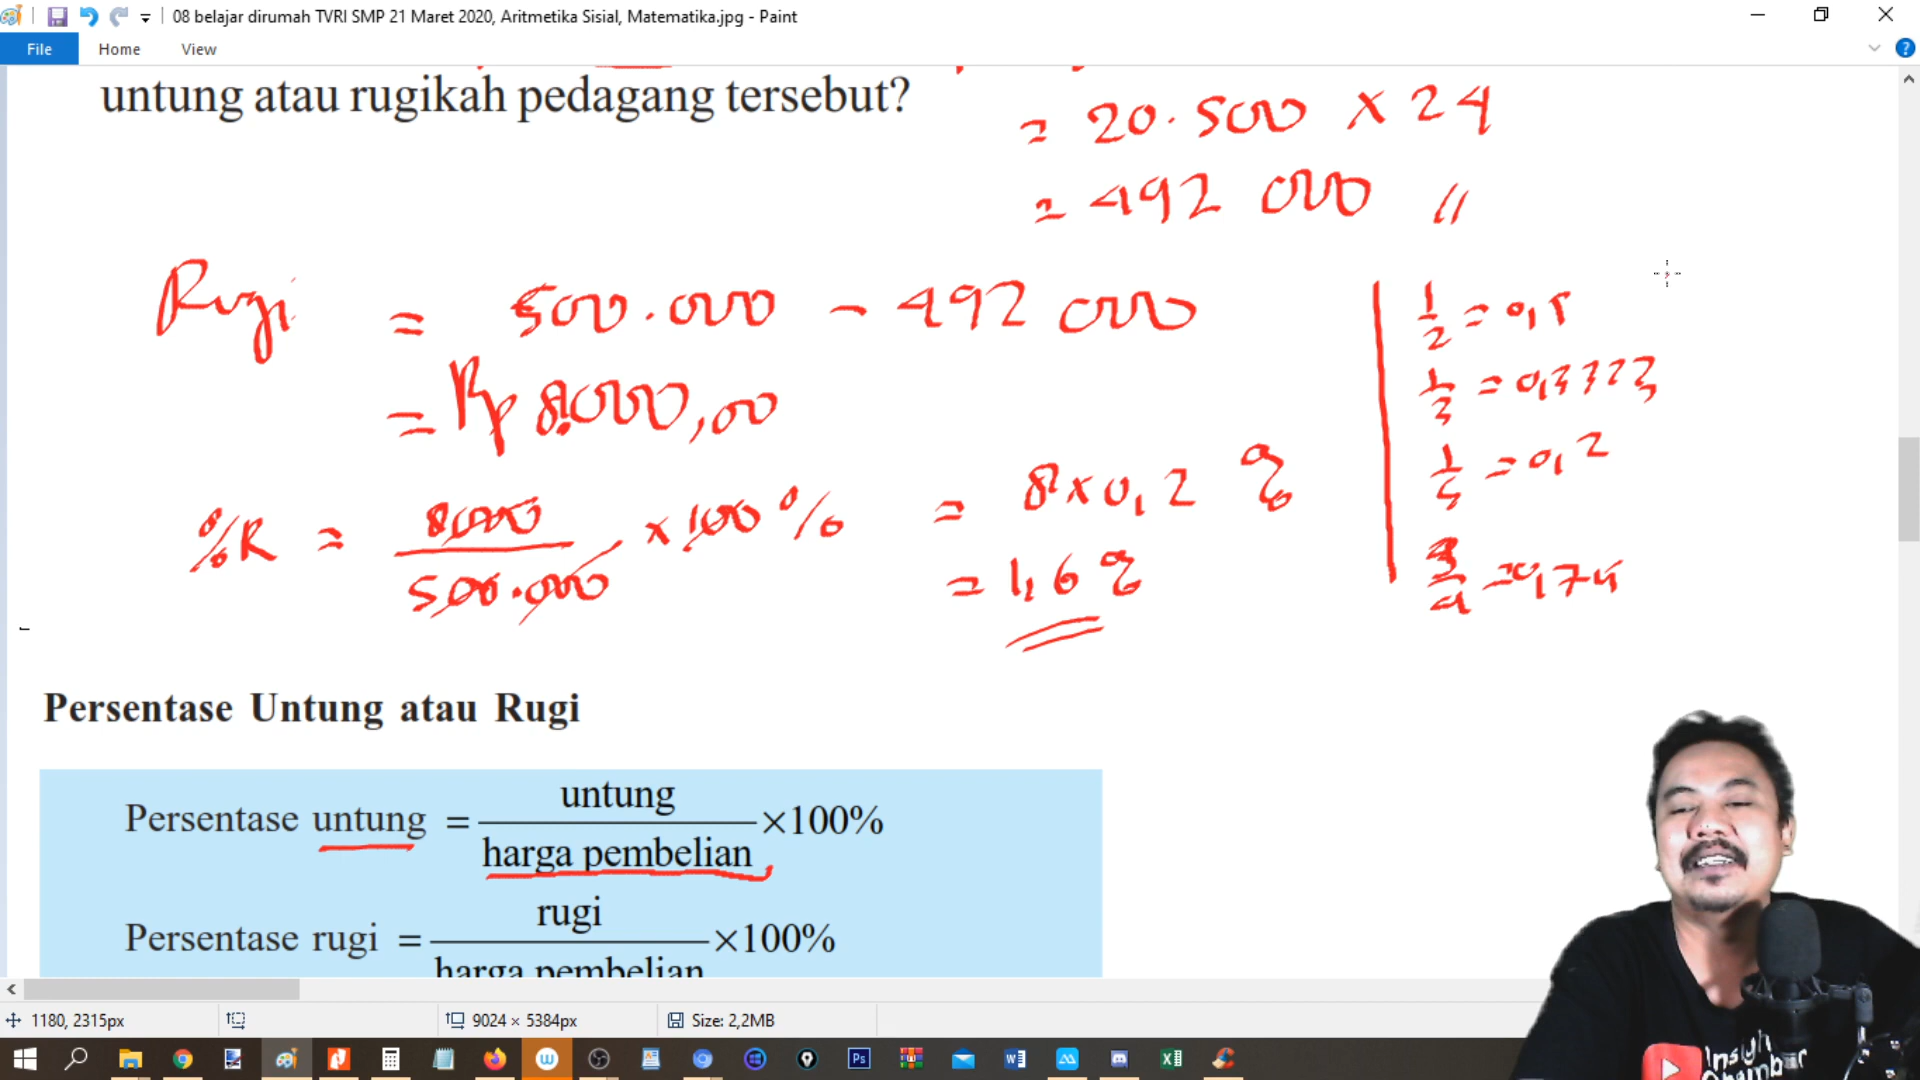 08 belajar dirumah TVRI SMP 21 Maret 2020, Aritmetika Sisial, Matematika.jpg - Paint
File Home View
untung atau rugikah pedagang tersebut?
= 20.500 x 24
= 492 000 //
Rugi = 500.000 - 492 000
= Rp 8.000,00
%R = 8000/500.000 x 100 % = 8 x 0,2 %
= 1,6 %
1/2 = 0,5
1/3 = 0,3333
1/5 = 0,2
3/4 = 0,75
Persentase Untung atau Rugi
Persentase untung = untung/harga pembelian ×100%
Persentase rugi = rugi/harga pembelian ×100%
1180, 2315px 9024 × 5384px Size: 2,2MB
Ps
Insight
Chamber